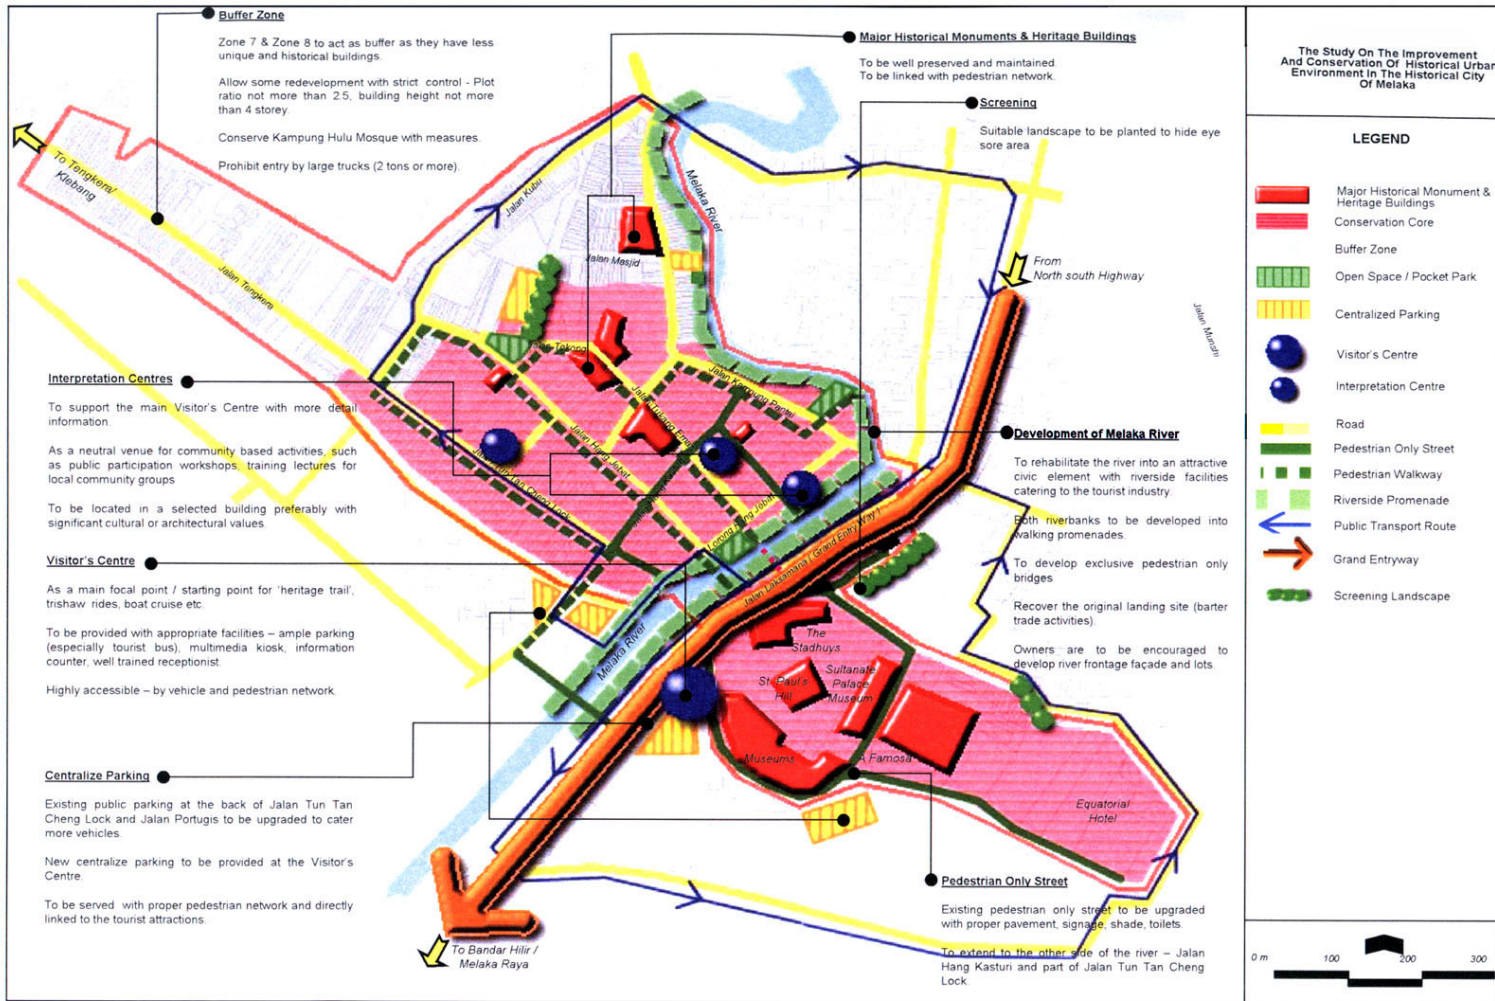 Buffer Zone
Zone 7 & Zone 8 to act as buffer as they have less
unique and historical buildings.
Allow some redevelopment with strict control - Plot
ratio not more than 2.5, building height not more
than 4 storey.
Conserve Kampung Hulu Mosque with measures.
Prohibit entry by large trucks (2 tons or more).
Major Historical Monuments & Heritage Buildings
To be well preserved and maintained.
To be linked with pedestrian network.
Screening
Suitable landscape to be planted to hide eye
sore area
To Tengkera/
Klebang
Jalan Tengkera
Jalan Kubu
Jalan Masjid
Melaka River
From
North south Highway
Jalan Munshi
Jalan Tokong
Jalan Kampung Pantai
Jalan Tukang Emas
Jalan Hang Jebat
Jalan Tun Tan Cheng Lock
Lorong Hang Jebat
Jalan Laksamana ( Grand Entry Way )
Melaka River
Interpretation Centres
To support the main Visitor's Centre with more detail
information.
As a neutral venue for community based activities, such
as public participation workshops, training lectures for
local community groups
To be located in a selected building preferably with
significant cultural or architectural values.
Visitor's Centre
As a main focal point / starting point for 'heritage trail',
trishaw rides, boat cruise etc.
To be provided with appropriate facilities – ample parking
(especially tourist bus), multimedia kiosk, information
counter, well trained receptionist.
Highly accessible – by vehicle and pedestrian network.
Centralize Parking
Existing public parking at the back of Jalan Tun Tan
Cheng Lock and Jalan Portugis to be upgraded to cater
more vehicles.
New centralize parking to be provided at the Visitor's
Centre.
To be served with proper pedestrian network and directly
linked to the tourist attractions.
Development of Melaka River
To rehabilitate the river into an attractive
civic element with riverside facilities
catering to the tourist industry.
Both riverbanks to be developed into
walking promenades.
To develop exclusive pedestrian only
bridges
Recover the original landing site (barter
trade activities).
Owners are to be encouraged to
develop river frontage façade and lots.
The
Stadhuys
St. Paul's
Hill
Sultanate
Palace
Museum
Museums
A Famosa
Equatorial
Hotel
Pedestrian Only Street
Existing pedestrian only street to be upgraded
with proper pavement, signage, shade, toilets.
To extend to the other side of the river – Jalan
Hang Kasturi and part of Jalan Tun Tan Cheng
Lock.
To Bandar Hilir /
Melaka Raya
The Study On The Improvement
And Conservation Of Historical Urban
Environment In The Historical City
Of Melaka
LEGEND
Major Historical Monument &
Heritage Buildings
Conservation Core
Buffer Zone
Open Space / Pocket Park
Centralized Parking
Visitor's Centre
Interpretation Centre
Road
Pedestrian Only Street
Pedestrian Walkway
Riverside Promenade
Public Transport Route
Grand Entryway
Screening Landscape
0 m 100 200 300